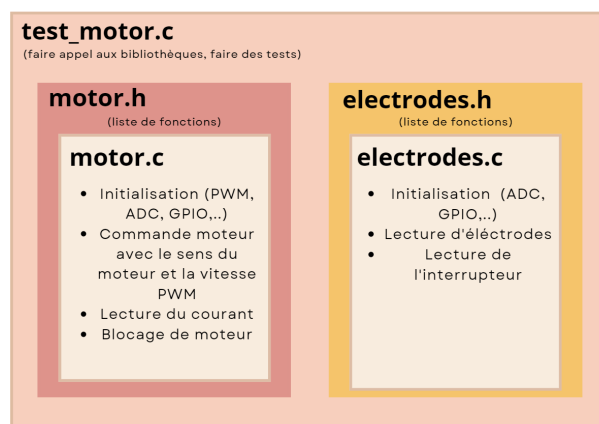 test_motor.c
(faire appel aux bibliothèques, faire des tests)
motor.h
(liste de fonctions)
motor.c
• Initialisation (PWM,
ADC, GPIO,..)
• Commande moteur
avec le sens du
moteur et la vitesse
PWM
• Lecture du courant
• Blocage de moteur
electrodes.h
(liste de fonctions)
electrodes.c
• Initialisation (ADC,
GPIO,..)
• Lecture d'éléctrodes
• Lecture de
l'interrupteur